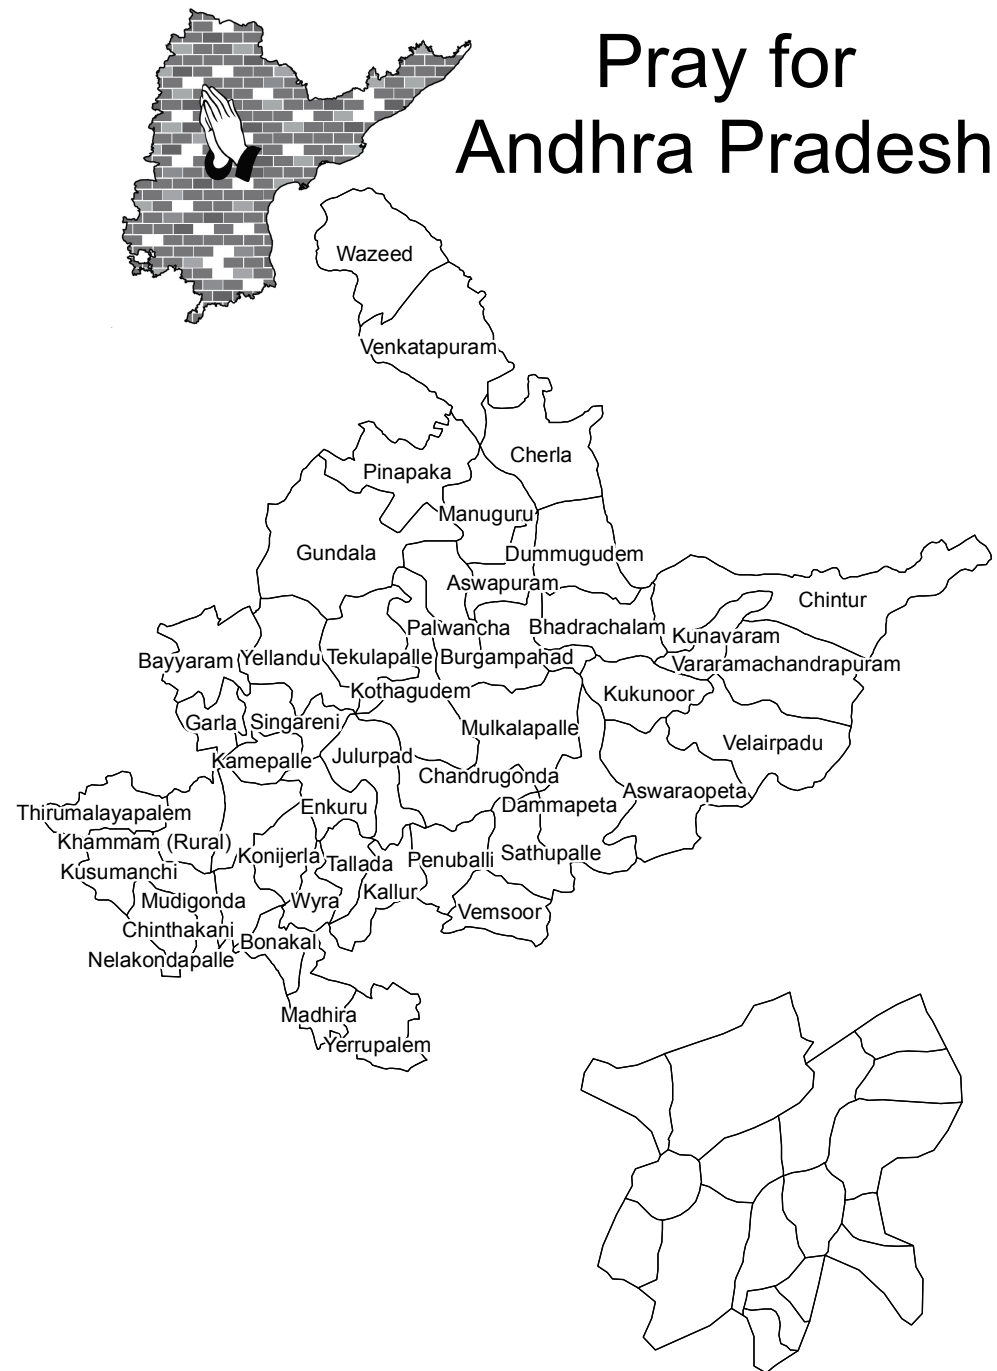 Pray for
Andhra Pradesh
Wazeed
Venkatapuram
Cherla
Pinapaka
Manuguru
Gundala
Dummugudem
Aswapuram
Chintur
Palwancha
Bhadrachalam
Kunavaram
Bayyaram
Yellandu
Tekulapalle
Burgampahad
Vararamachandrapuram
Kothagudem
Kukunoor
Garla
Singareni
Mulkalapalle
Velairpadu
Kamepalle
Julurpad
Chandrugonda
Aswaraopeta
Thirumalayapalem
Enkuru
Dammapeta
Khammam (Rural)
Konijerla
Tallada
Penuballi
Sathupalle
Kusumanchi
Kallur
Mudigonda
Wyra
Vemsoor
Chinthakani
Bonakal
Nelakondapalle
Madhira
Yerrupalem